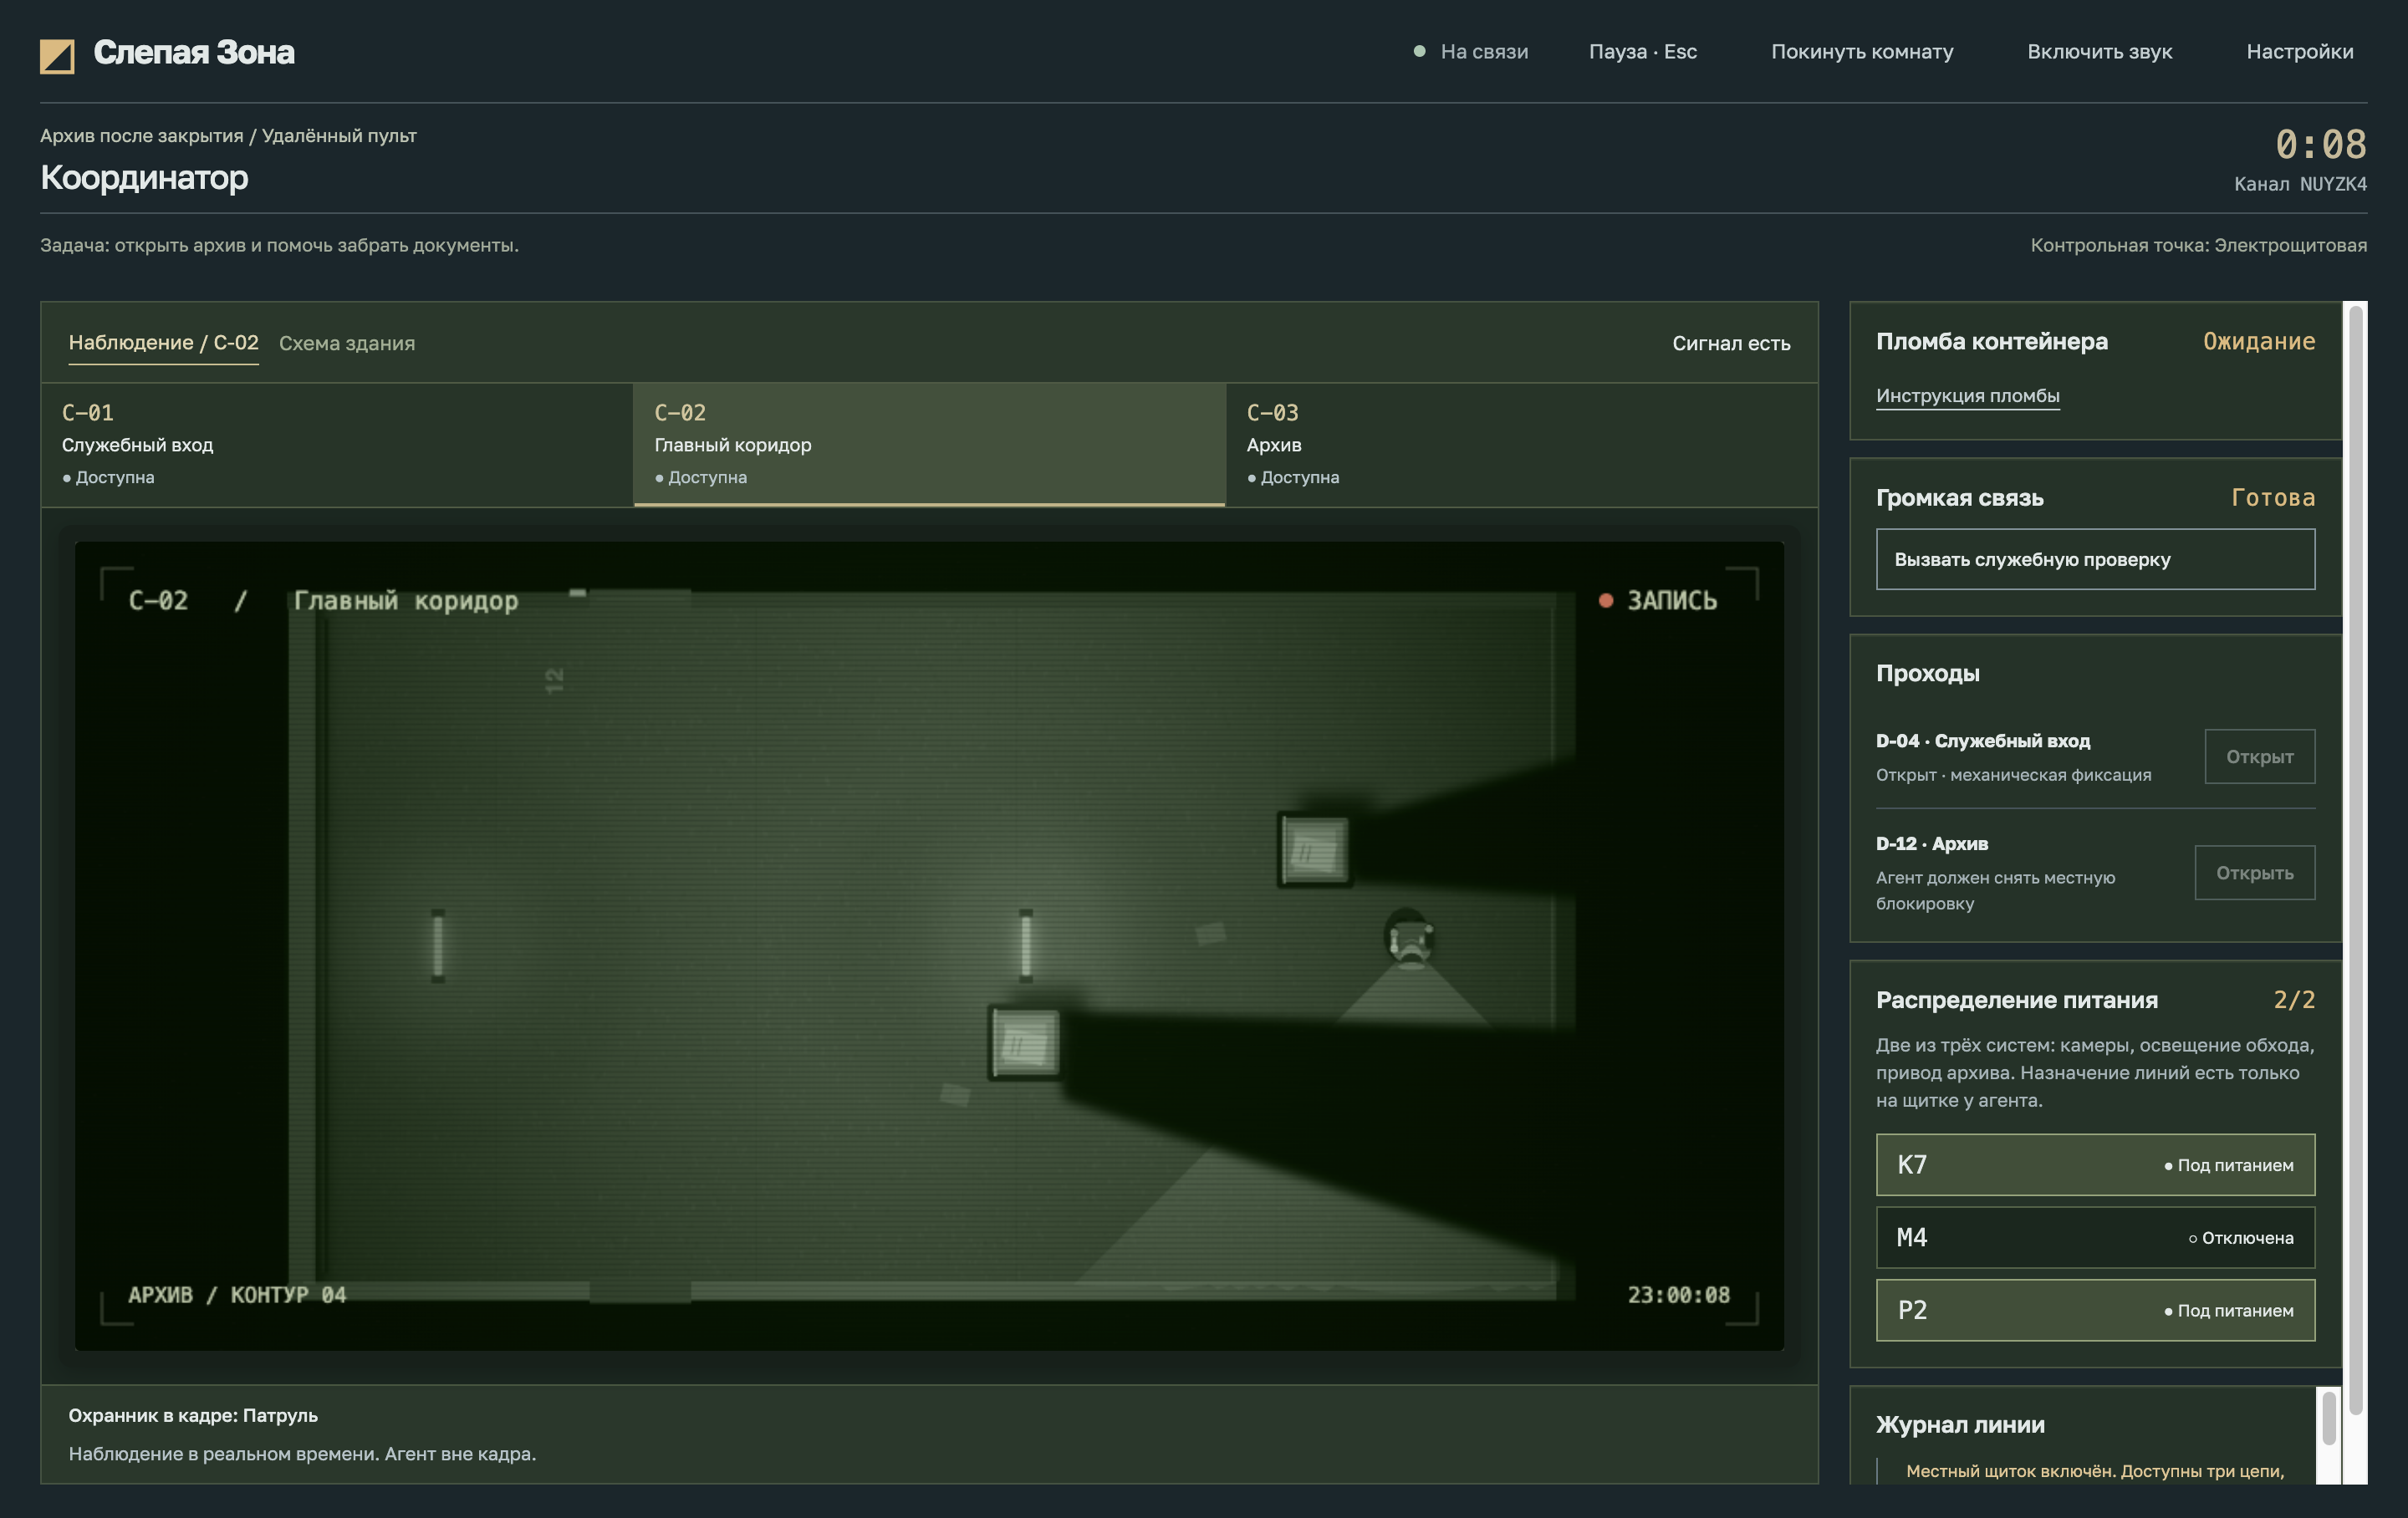 Слепая Зона
На связи
Пауза · Esc
Покинуть комнату
Включить звук
Настройки
Архив после закрытия / Удалённый пульт
Координатор
0:08
Канал NUYZK4
Задача: открыть архив и помочь забрать документы.
Контрольная точка: Электрощитовая
Наблюдение / C-02
Схема здания
Сигнал есть
C-01
Служебный вход
● Доступна
C-02
Главный коридор
● Доступна
C-03
Архив
● Доступна
C-02 / Главный коридор
● ЗАПИСЬ
12
АРХИВ / КОНТУР 04
23:00:08
Охранник в кадре: Патруль
Наблюдение в реальном времени. Агент вне кадра.
Пломба контейнера
Ожидание
Инструкция пломбы
Громкая связь
Готова
Вызвать служебную проверку
Проходы
D-04 · Служебный вход
Открыт · механическая фиксация
Открыт
D-12 · Архив
Агент должен снять местную
блокировку
Открыть
Распределение питания
2/2
Две из трёх систем: камеры, освещение обхода,
привод архива. Назначение линий есть только
на щитке у агента.
K7
● Под питанием
M4
○ Отключена
P2
● Под питанием
Журнал линии
Местный щиток включён. Доступны три цепи,